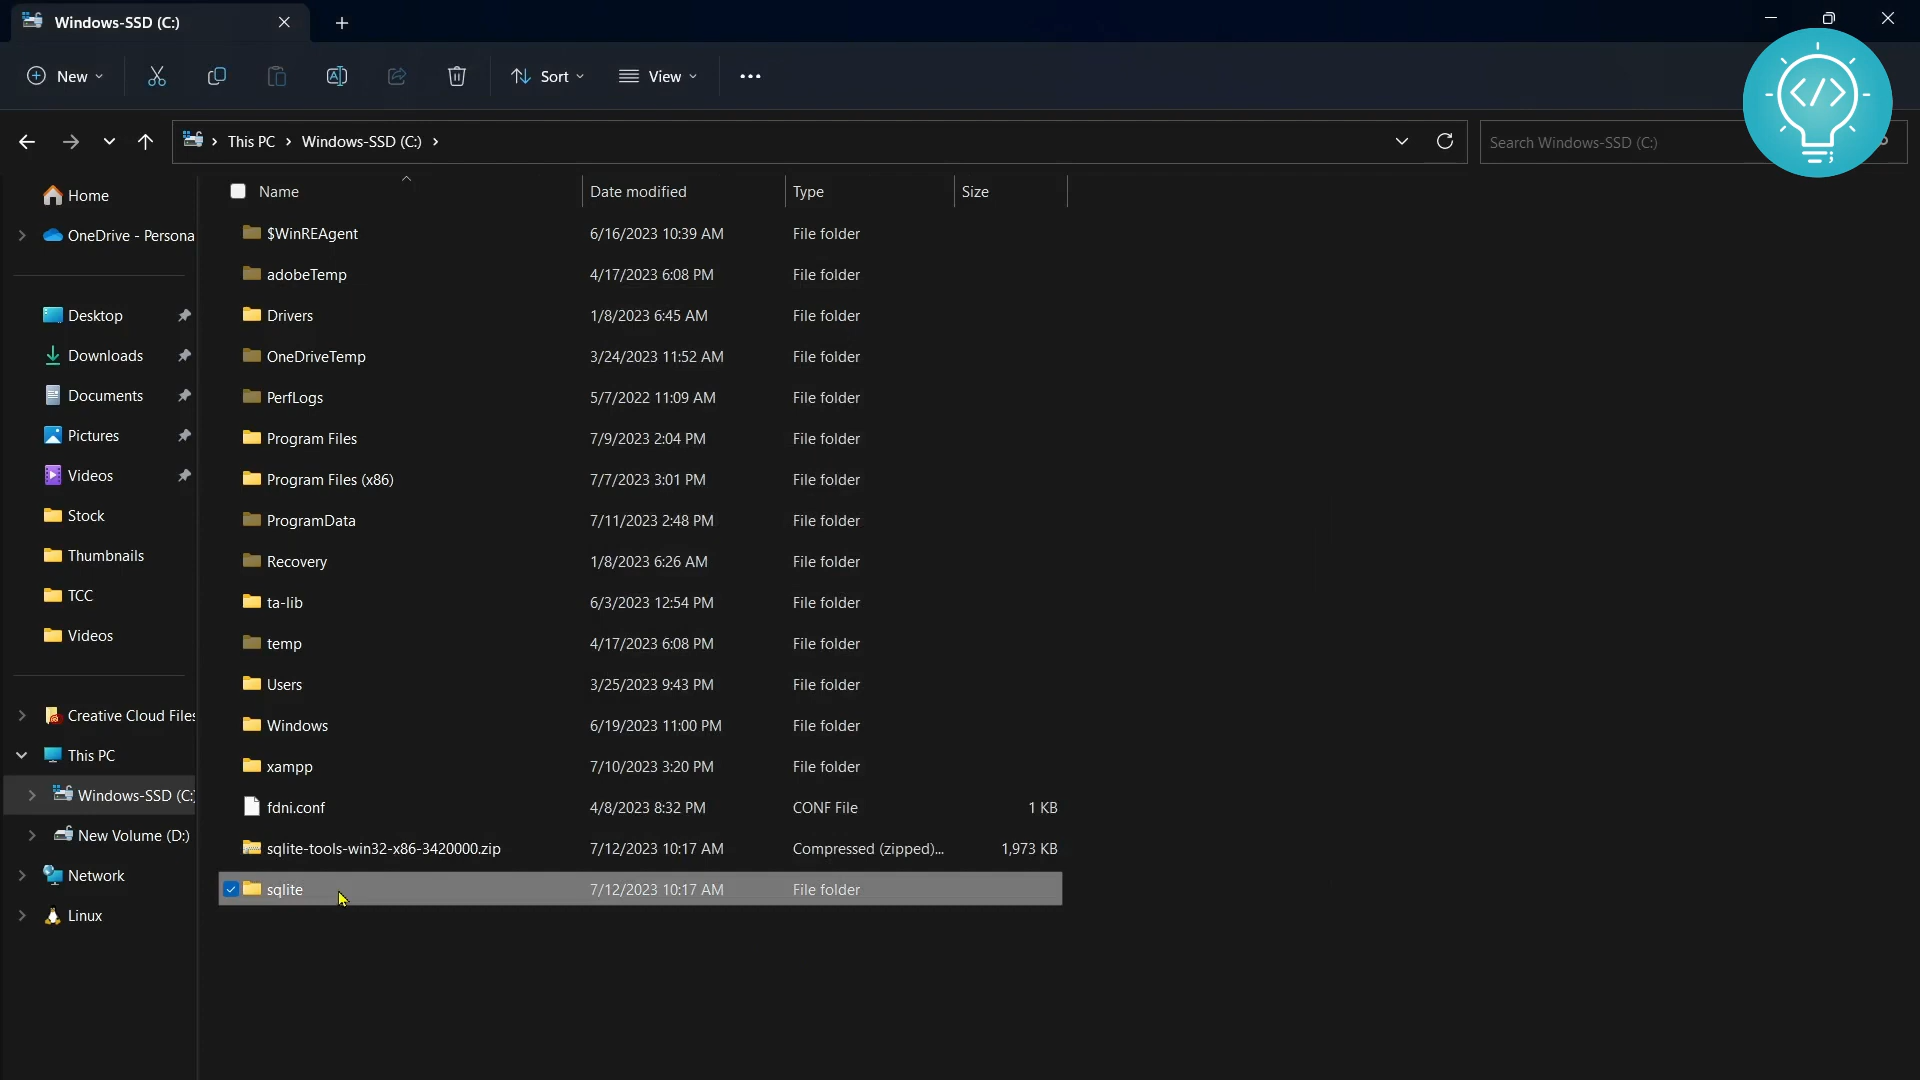 Windows-SSD (C:)
New
Sort
View
This PC > Windows-SSD (C:) >
Search Windows-SSD (C:)
</>
;
Home
OneDrive - Persona
Desktop
Downloads
Documents
Pictures
Videos
Stock
Thumbnails
TCC
Videos
Creative Cloud Files
This PC
Windows-SSD (C:)
New Volume (D:)
Network
Linux
Name Date modified Type Size
$WinREAgent 6/16/2023 10:39 AM File folder
adobeTemp 4/17/2023 6:08 PM File folder
Drivers 1/8/2023 6:45 AM File folder
OneDriveTemp 3/24/2023 11:52 AM File folder
PerfLogs 5/7/2022 11:09 AM File folder
Program Files 7/9/2023 2:04 PM File folder
Program Files (x86) 7/7/2023 3:01 PM File folder
ProgramData 7/11/2023 2:48 PM File folder
Recovery 1/8/2023 6:26 AM File folder
ta-lib 6/3/2023 12:54 PM File folder
temp 4/17/2023 6:08 PM File folder
Users 3/25/2023 9:43 PM File folder
Windows 6/19/2023 11:00 PM File folder
xampp 7/10/2023 3:20 PM File folder
fdni.conf 4/8/2023 8:32 PM CONF File 1 KB
sqlite-tools-win32-x86-3420000.zip 7/12/2023 10:17 AM Compressed (zipped)... 1,973 KB
sqlite 7/12/2023 10:17 AM File folder